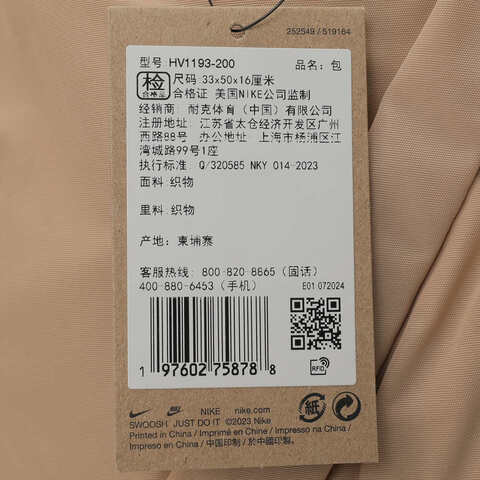 252549 / 519164
型号: HV1193-200 品名: 包
检 尺码: 33x50x16厘米
合格品 合格证 美国NIKE公司监制
经销商: 耐克体育（中国）有限公司
注册地址: 江苏省太仓经济开发区广州
西路88号 办公地址: 上海市杨浦区江
湾城路99号1座
执行标准: Q/320585 NKY 014-2023
面料: 织物
里料: 织物
产地: 柬埔寨
客服热线: 800-820-8865（固话）
400-880-6453（手机） E01 072024
1 97602 75878 8
RFID
紙
NIKE nike.com
SWOOSH JUST DO IT ©2023 Nike
Printed in China / Imprimé en Chine / Impresso na China
Impreso en China / 中国印制 / 於中國印製。